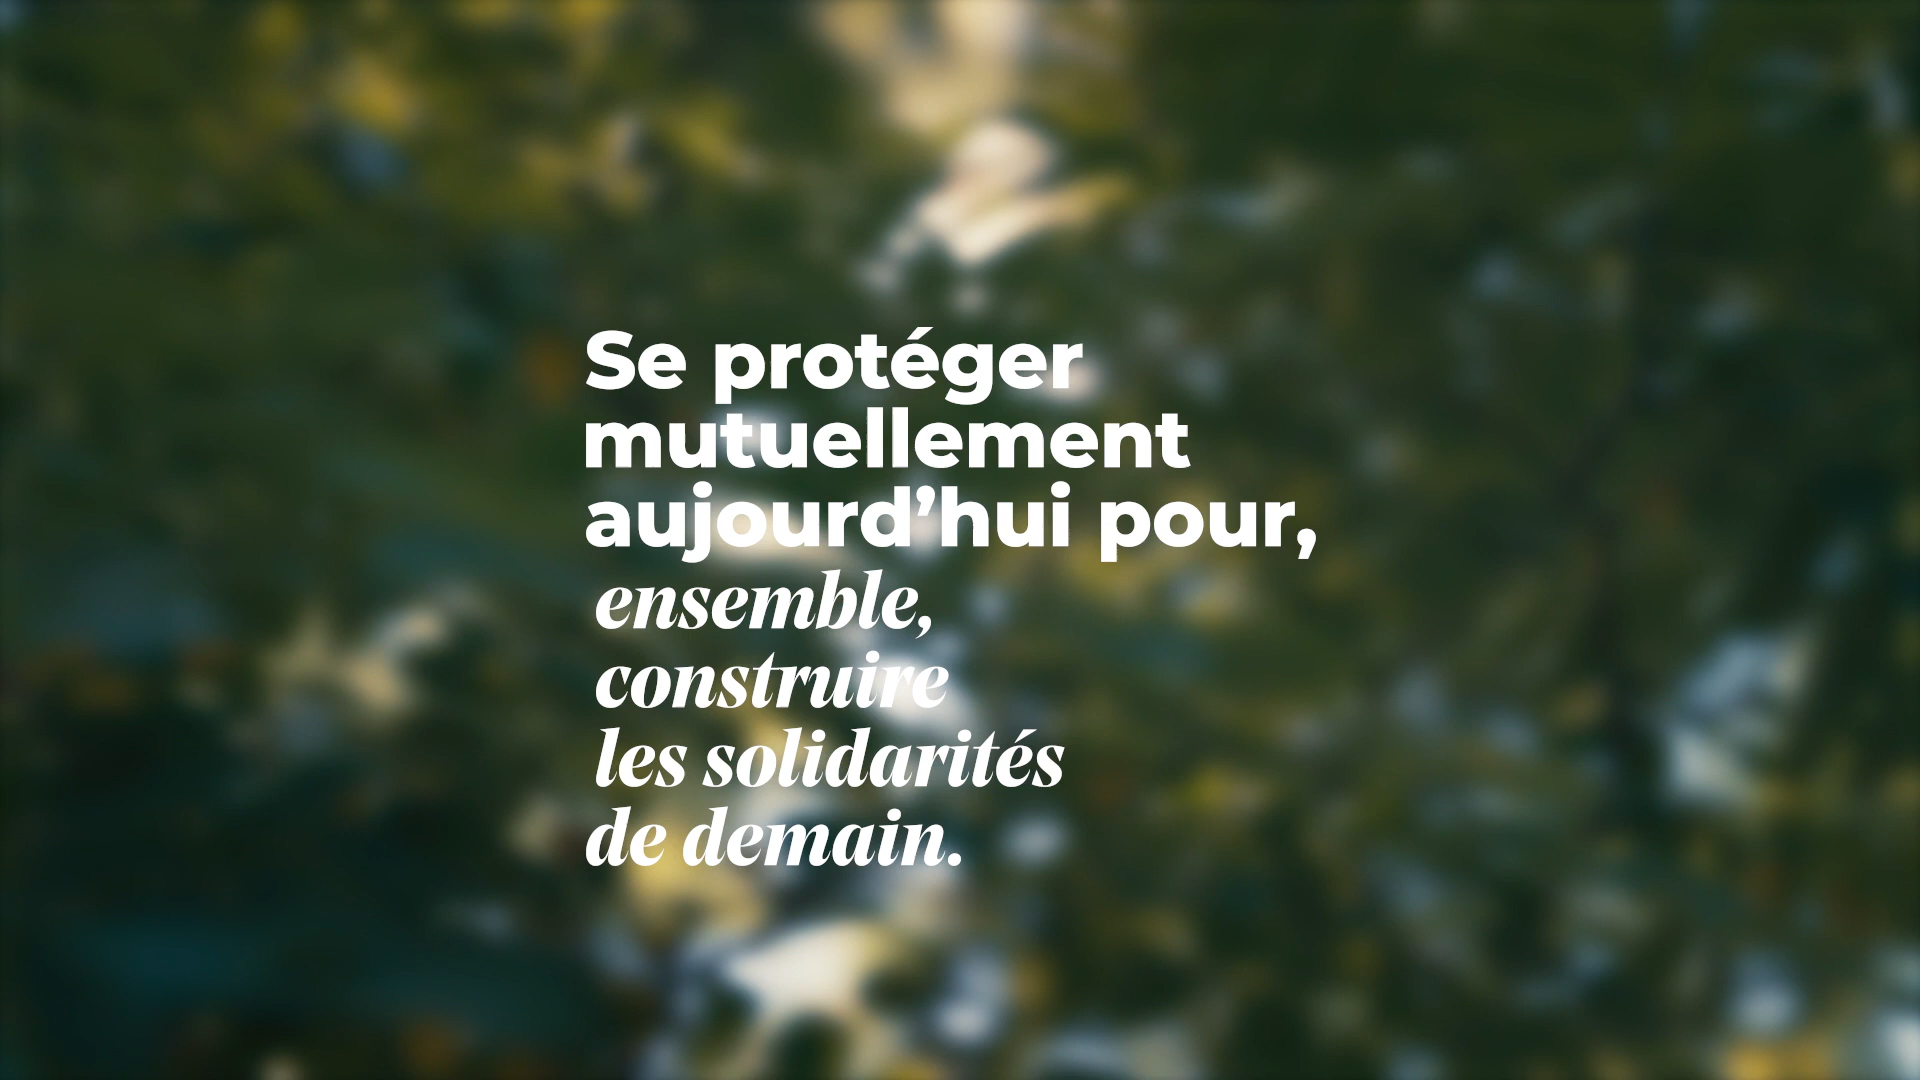 Se protéger
mutuellement
aujourd’hui pour,
ensemble,
construire
les solidarités
de demain.